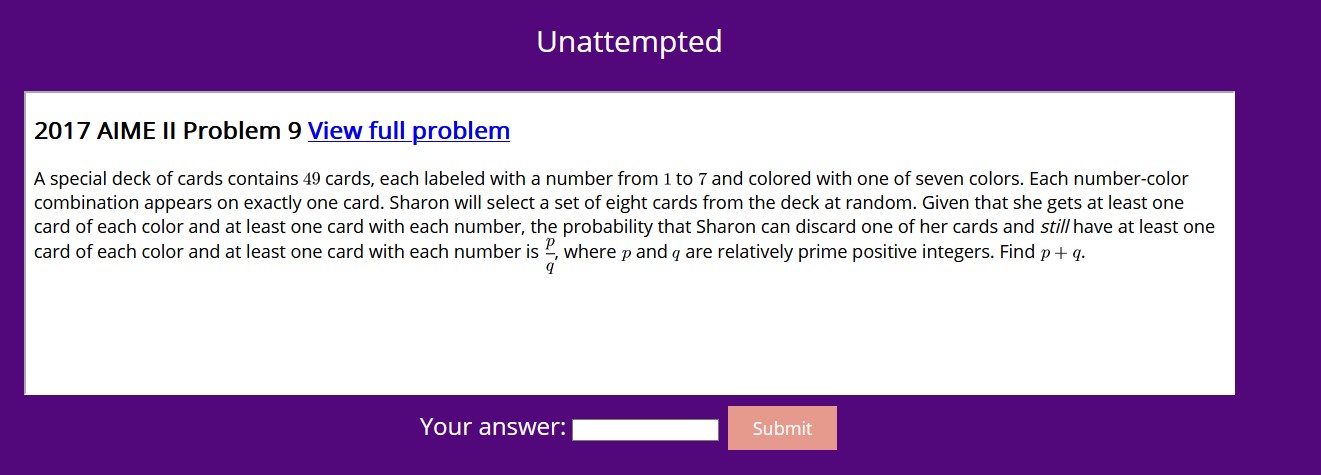 Unattempted
2017 AIME II Problem 9 View full problem
A special deck of cards contains 49 cards, each labeled with a number from 1 to 7 and colored with one of seven colors. Each number-color
combination appears on exactly one card. Sharon will select a set of eight cards from the deck at random. Given that she gets at least one
card of each color and at least one card with each number, the probability that Sharon can discard one of her cards and still have at least one
card of each color and at least one card with each number is p/q, where p and q are relatively prime positive integers. Find p + q.
Your answer:
Submit